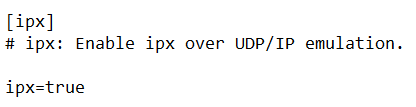 [ipx]
# ipx: Enable ipx over UDP/IP emulation.
ipx=true